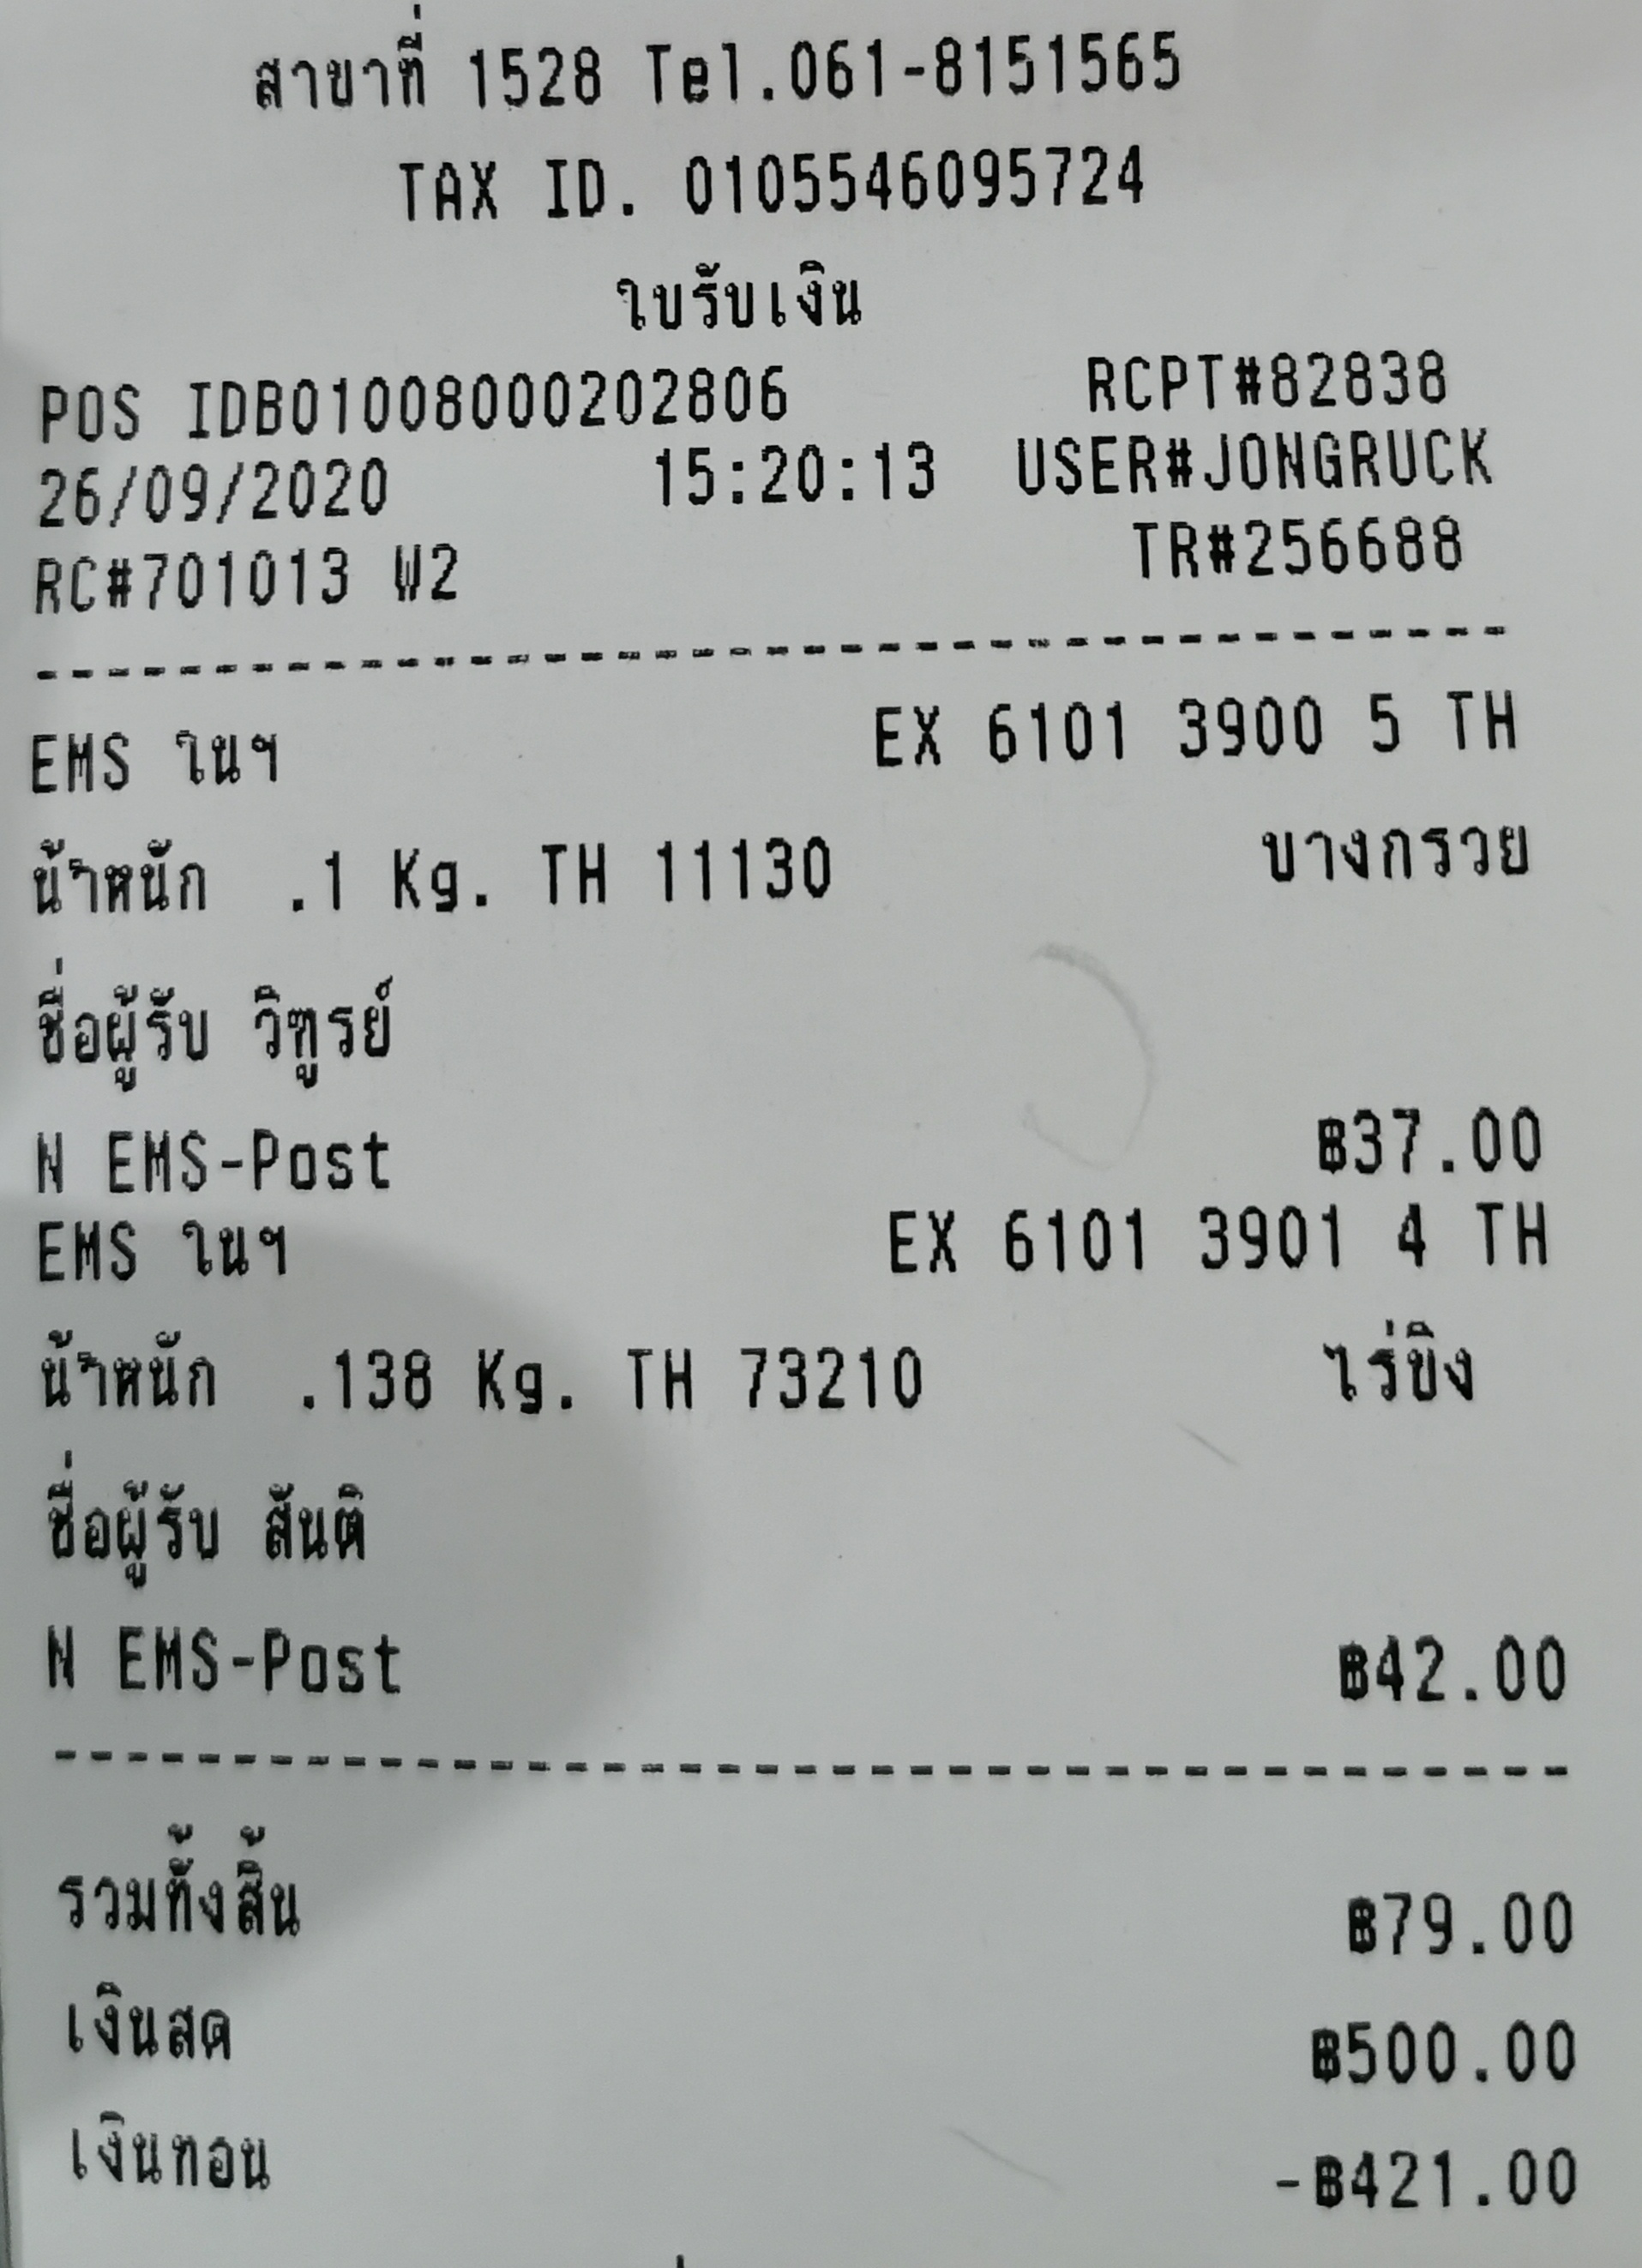 สาขาที่ 1528 Tel.061-8151565
TAX ID. 0105546095724
ใบรับเงิน
POS IDB01008000202806 RCPT#82838
26/09/2020 15:20:13 USER#JONGRUCK
RC#701013 W2 TR#256688
EMS ในฯ EX 6101 3900 5 TH
น้ำหนัก .1 Kg. TH 11130 บางกรวย
ชื่อผู้รับ วิฑูรย์
N EMS-Post ฿37.00
EMS ในฯ EX 6101 3901 4 TH
น้ำหนัก .138 Kg. TH 73210 ไร่ขิง
ชื่อผู้รับ สันติ
N EMS-Post ฿42.00
รวมทั้งสิ้น ฿79.00
เงินสด ฿500.00
เงินทอน -฿421.00